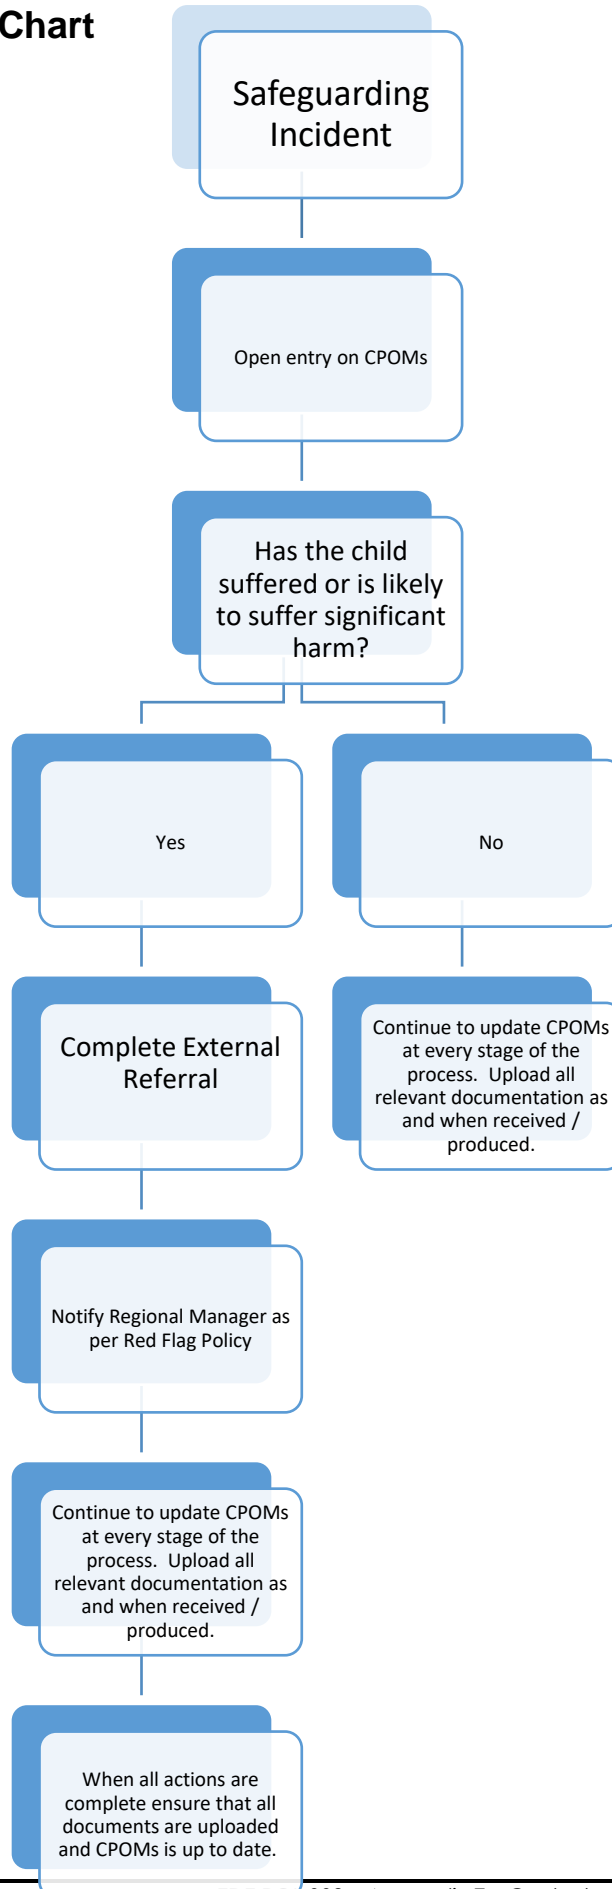 Chart
Safeguarding
Incident
Open entry on CPOMs
Has the child
suffered or is likely
to suffer significant
harm?
Yes
No
Complete External
Referral
Continue to update CPOMs
at every stage of the
process. Upload all
relevant documentation as
and when received /
produced.
Notify Regional Manager as
per Red Flag Policy
Continue to update CPOMs
at every stage of the
process. Upload all
relevant documentation as
and when received /
produced.
When all actions are
complete ensure that all
documents are uploaded
and CPOMs is up to date.